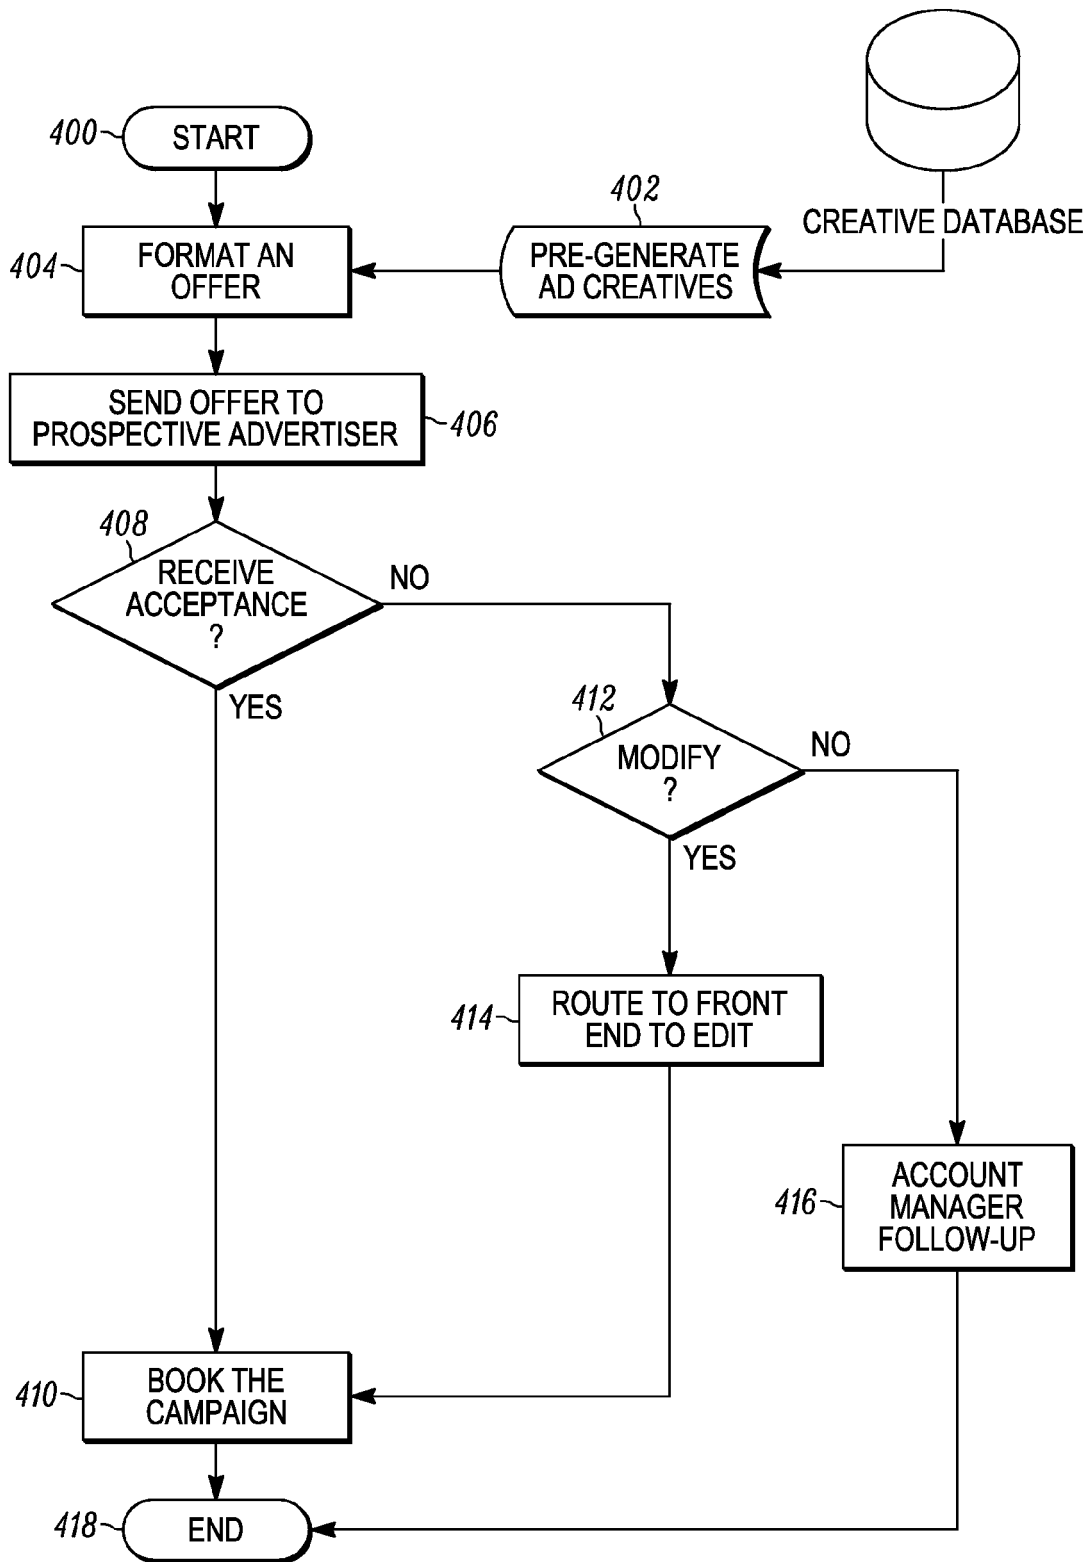 400
START
402
CREATIVE DATABASE
404
FORMAT AN
OFFER
PRE-GENERATE
AD CREATIVES
SEND OFFER TO
PROSPECTIVE ADVERTISER
406
408
RECEIVE
ACCEPTANCE
?
NO
YES
412
MODIFY
?
NO
YES
414
ROUTE TO FRONT
END TO EDIT
416
ACCOUNT
MANAGER
FOLLOW-UP
410
BOOK THE
CAMPAIGN
418
END